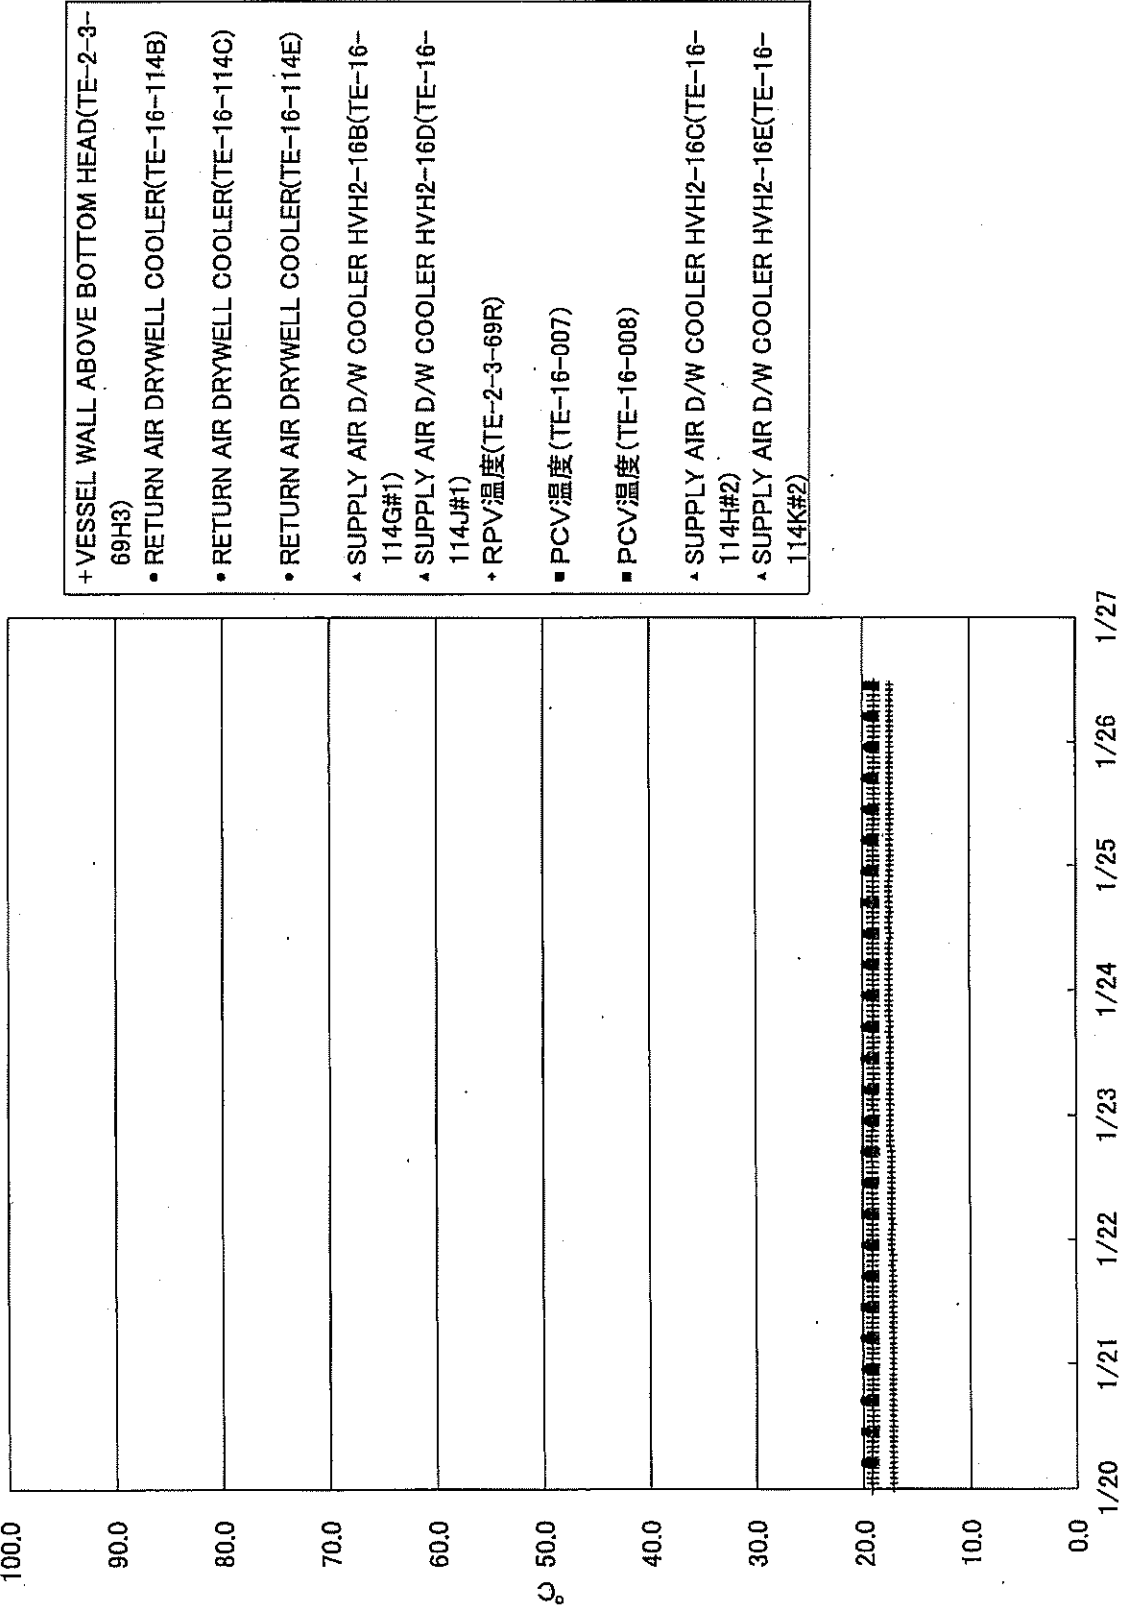 100.0
90.0
80.0
70.0
60.0
50.0
40.0
30.0
20.0
10.0
0.0
℃
1/20
1/21
1/22
1/23
1/24
1/25
1/26
1/27
+VESSEL WALL ABOVE BOTTOM HEAD(TE-2-3-
69H3)
•RETURN AIR DRYWELL COOLER(TE-16-114B)
•RETURN AIR DRYWELL COOLER(TE-16-114C)
•RETURN AIR DRYWELL COOLER(TE-16-114E)
▲SUPPLY AIR D/W COOLER HVH2-16B(TE-16-
114G#1)
▲SUPPLY AIR D/W COOLER HVH2-16D(TE-16-
114J#1)
◆RPV温度(TE-2-3-69R)
■PCV温度(TE-16-007)
■PCV温度(TE-16-008)
▲SUPPLY AIR D/W COOLER HVH2-16C(TE-16-
114H#2)
▲SUPPLY AIR D/W COOLER HVH2-16E(TE-16-
114K#2)